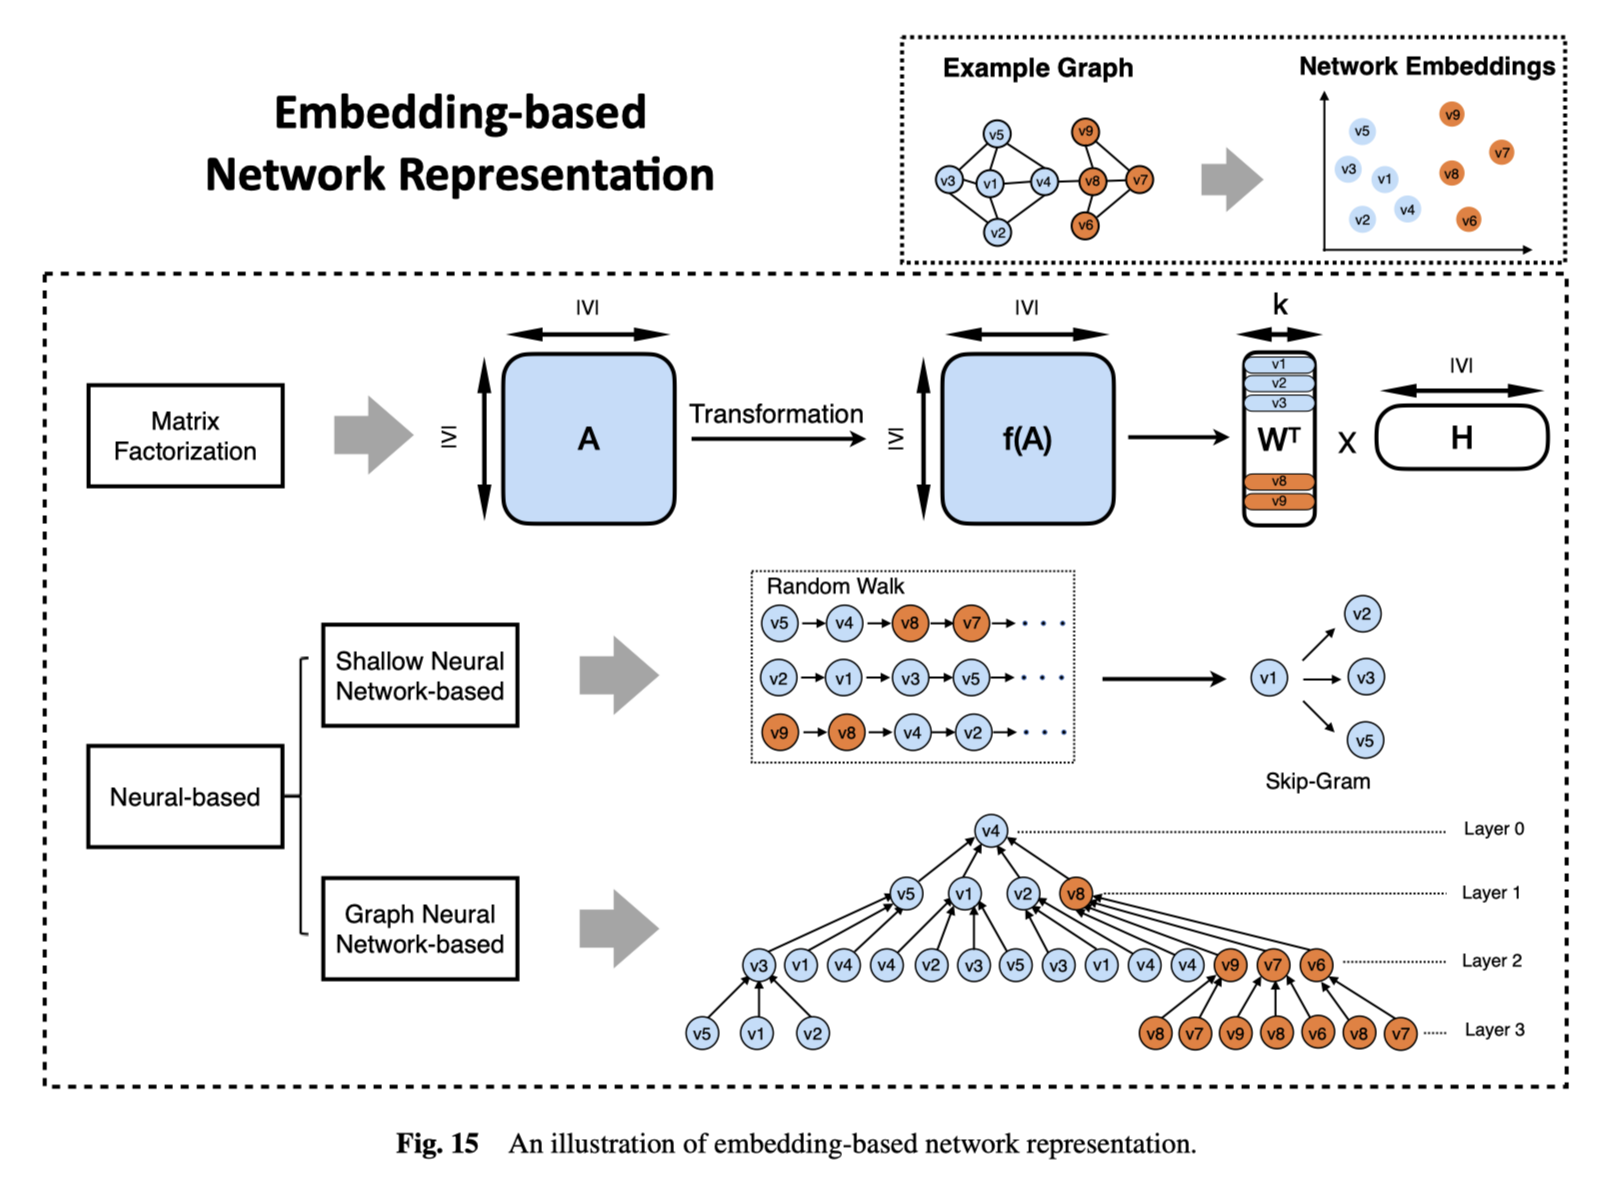 Embedding-based
Network Representation
Example Graph
Network Embeddings
v5
v9
v3
v1
v4
v8
v7
v2
v6
v9
v5
v7
v3
v1
v8
v4
v2
v6
|V|
|V|
k
Matrix
Factorization
|V|
A
Transformation
|V|
f(A)
v1
v2
v3
Wᵀ
v8
v9
X
|V|
H
Neural-based
Shallow Neural
Network-based
Random Walk
v5 v4 v8 v7 · · ·
v2 v1 v3 v5 · · ·
v9 v8 v4 v2 · · ·
v1
v2
v3
v5
Skip-Gram
Graph Neural
Network-based
v4 Layer 0
v5 v1 v2 v8 Layer 1
v3 v1 v4 v4 v2 v3 v5 v3 v1 v4 v4 v9 v7 v6 Layer 2
v5 v1 v2 v8 v7 v9 v8 v6 v8 v7 Layer 3
Fig. 15 An illustration of embedding-based network representation.